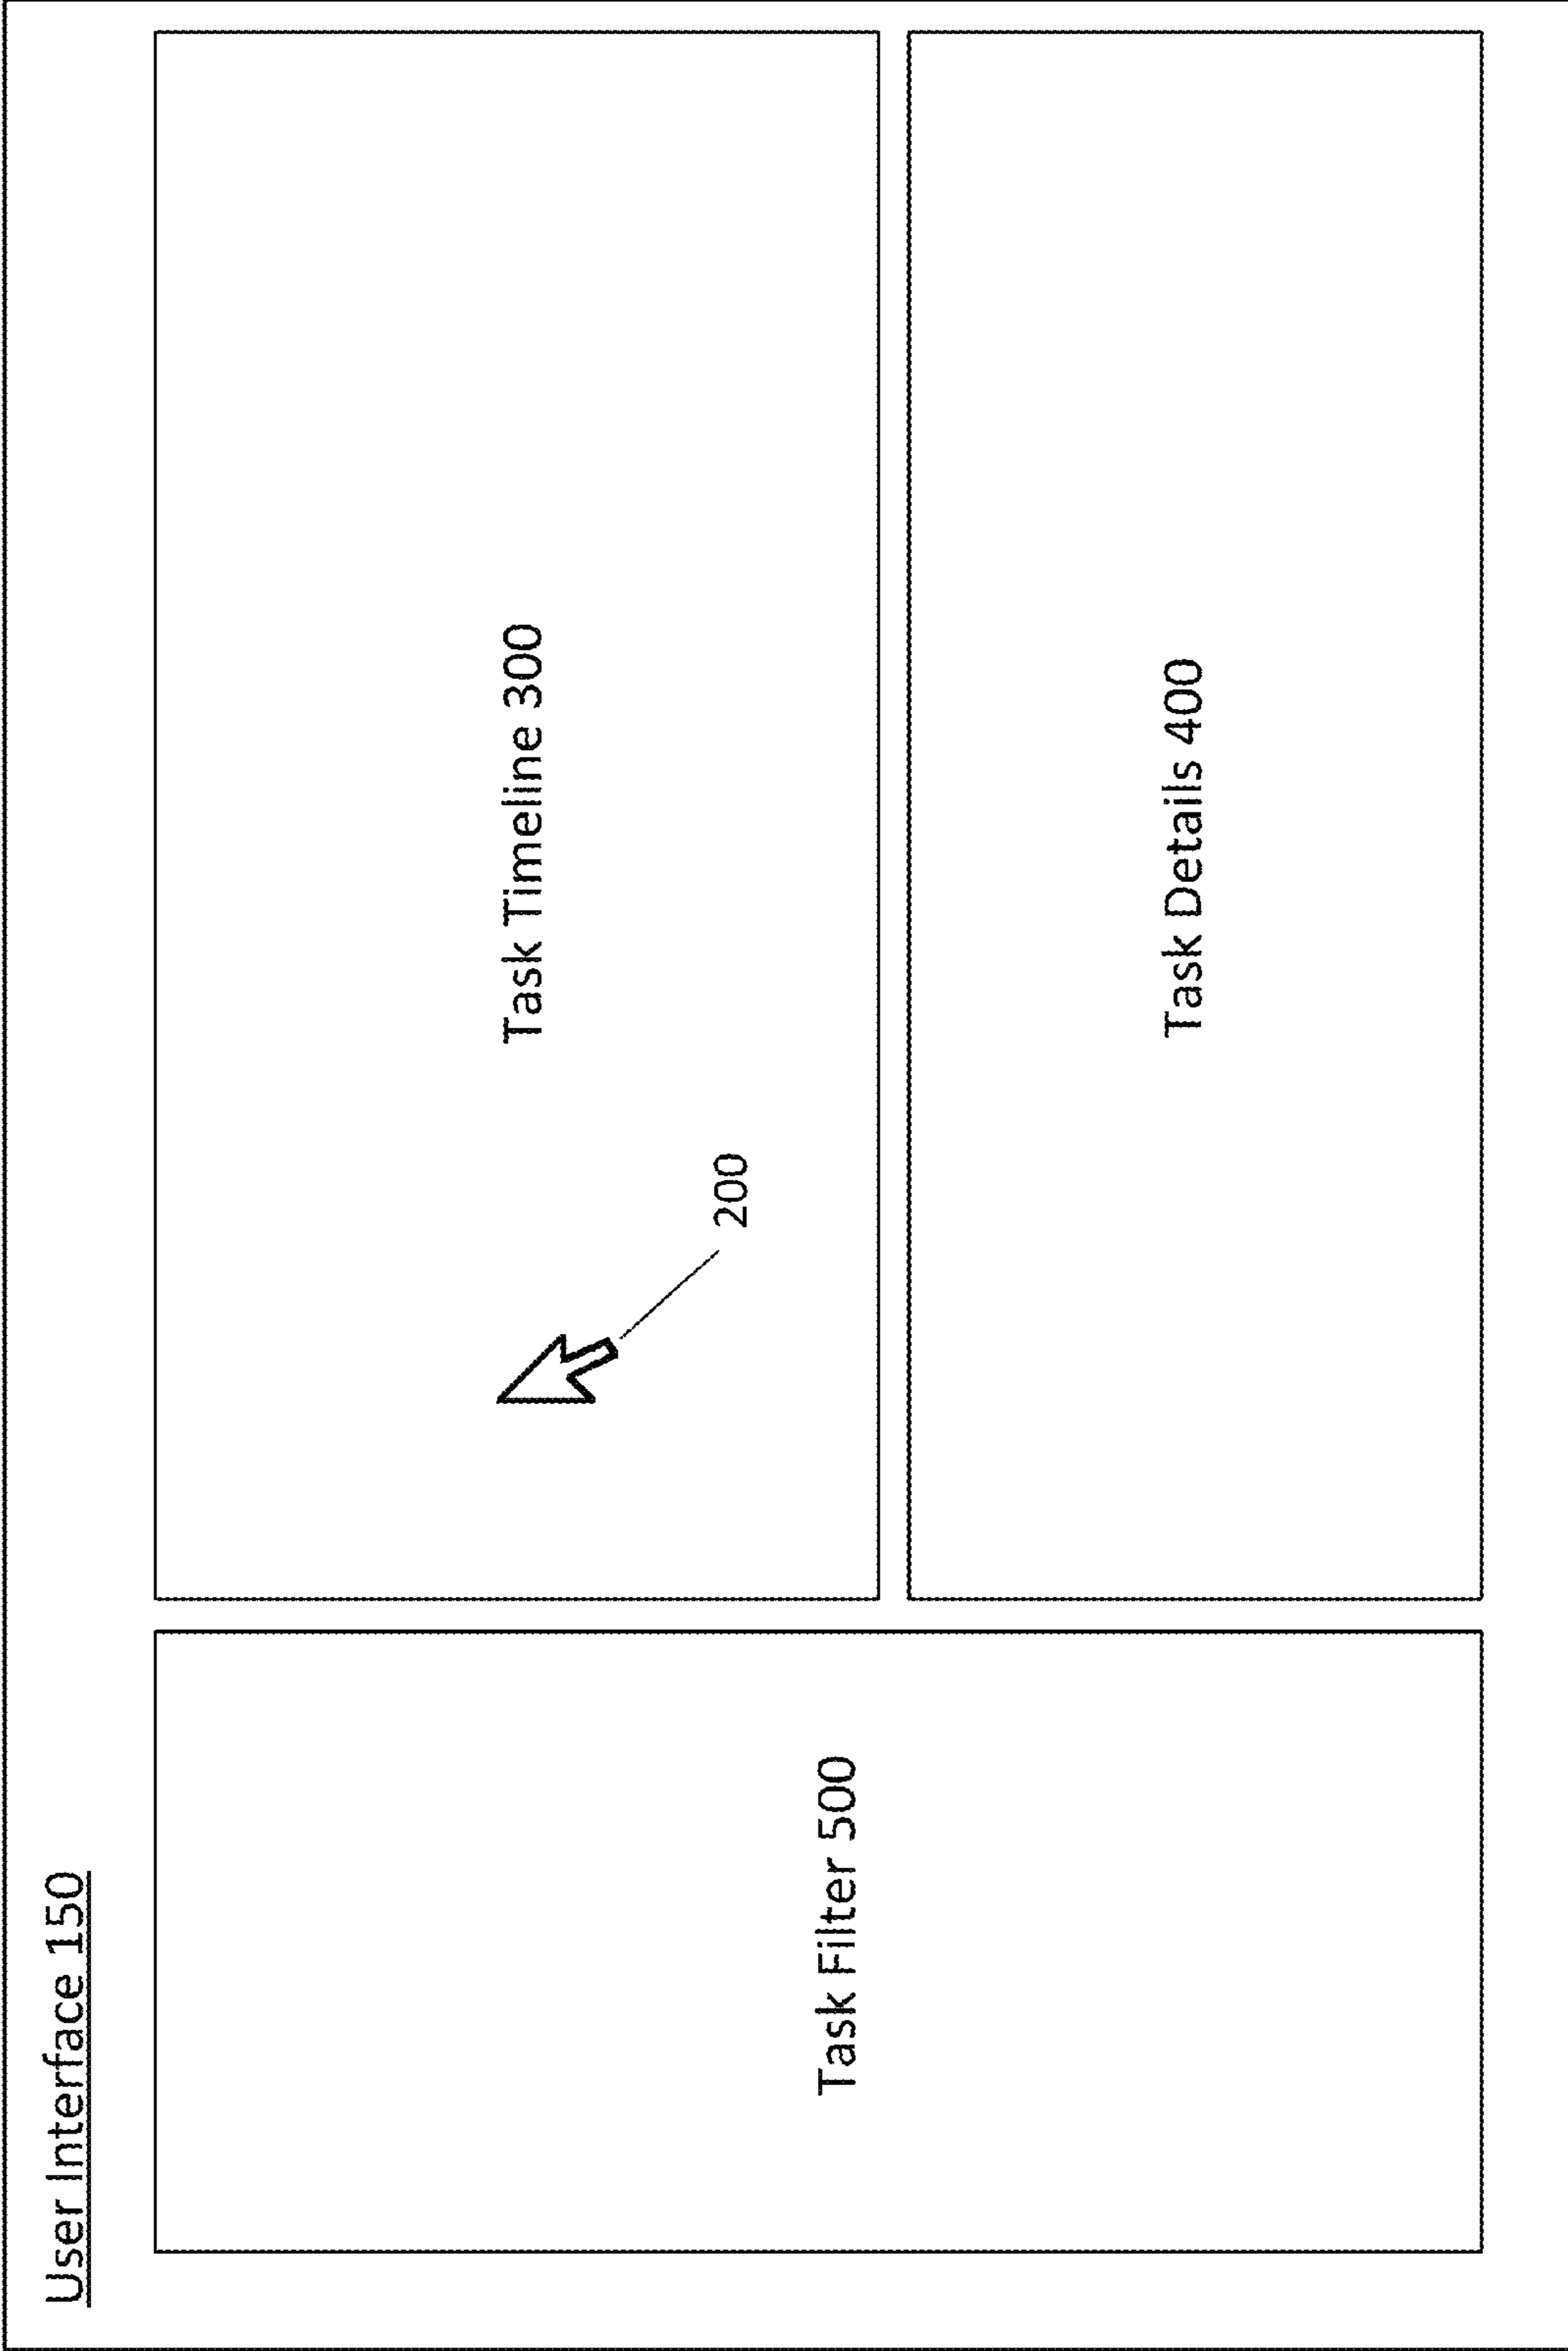 User Interface 150
Task Filter 500
Task Timeline 300
200
Task Details 400